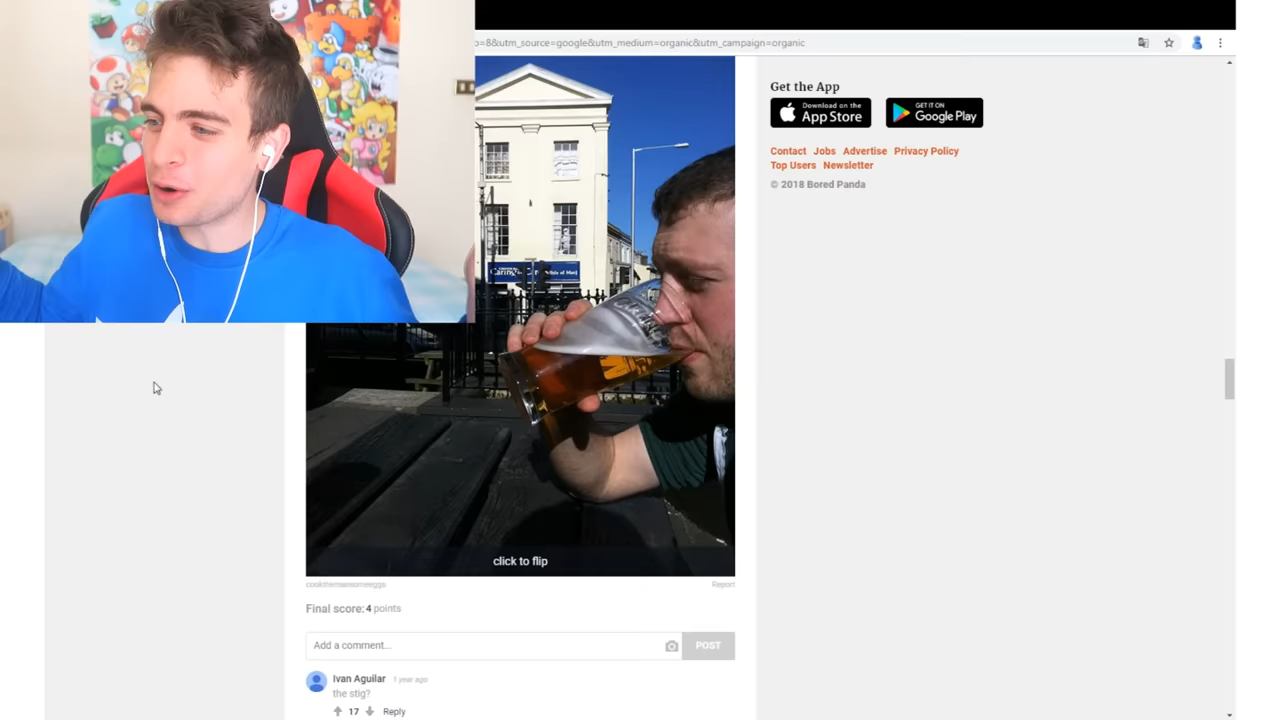 o=8&utm_source=google&utm_medium=organic&utm_campaign=organic
Get the App
Download on the
App Store
GET IT ON
Google Play
Contact Jobs Advertise Privacy Policy
Top Users Newsletter
© 2018 Bored Panda
click to flip
Report
Final score: 4 points
Add a comment...
POST
Ivan Aguilar 1 year ago
the stig?
17 Reply